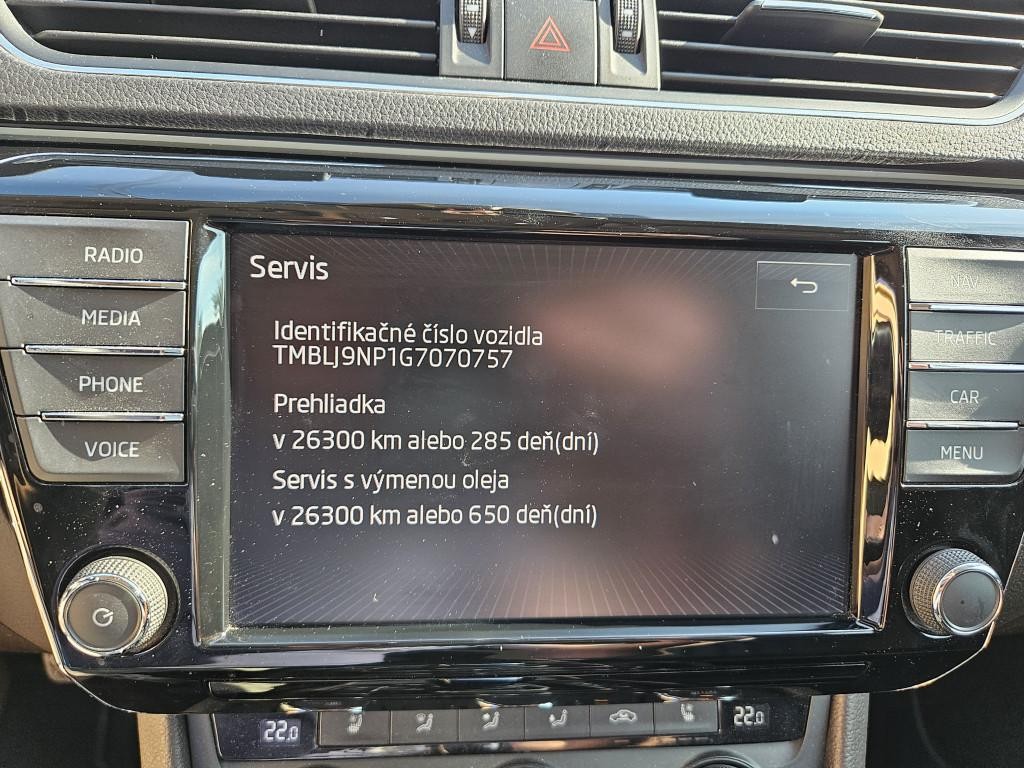 Servis
RADIO
MEDIA
PHONE
VOICE
Identifikačné číslo vozidla
TMBLJ9NP1G7070757
Prehliadka
v 26300 km alebo 285 deň(dní)
Servis s výmenou oleja
v 26300 km alebo 650 deň(dní)
NAV
TRAFFIC
CAR
MENU
22.0
22.0